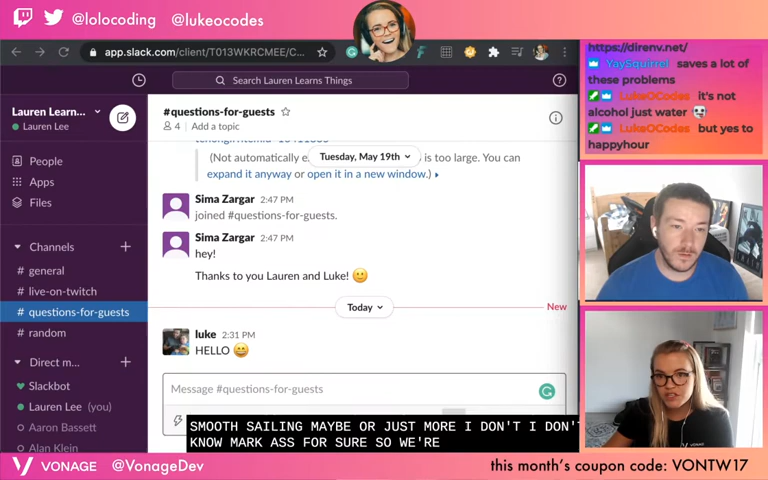 @lolocoding @lukeocodes
app.slack.com/client/T013WKRCMEE/C...
Search Lauren Learns Things
Lauren Learn...
Lauren Lee
People
Apps
Files
Channels
# general
# live-on-twitch
# questions-for-guests
# random
Direct m...
Slackbot
Lauren Lee (you)
Aaron Bassett
Alan Klein
#questions-for-guests
4 Add a topic
(Not automatically e
is too large. You can
expand it anyway or open it in a new window.)
Tuesday, May 19th
Sima Zargar 2:47 PM
joined #questions-for-guests.
Sima Zargar 2:47 PM
hey!
Thanks to you Lauren and Luke!
Today
New
luke 2:31 PM
HELLO
Message #questions-for-guests
SMOOTH SAILING MAYBE OR JUST MORE I DON'T I DON'T
KNOW MARK ASS FOR SURE SO WE'RE
https://direnv.net/
YaySquirrel saves a lot of
these problems
LukeOCodes it's not
alcohol just water
LukeOCodes but yes to
happyhour
VONAGE @VonageDev
this month's coupon code: VONTW17